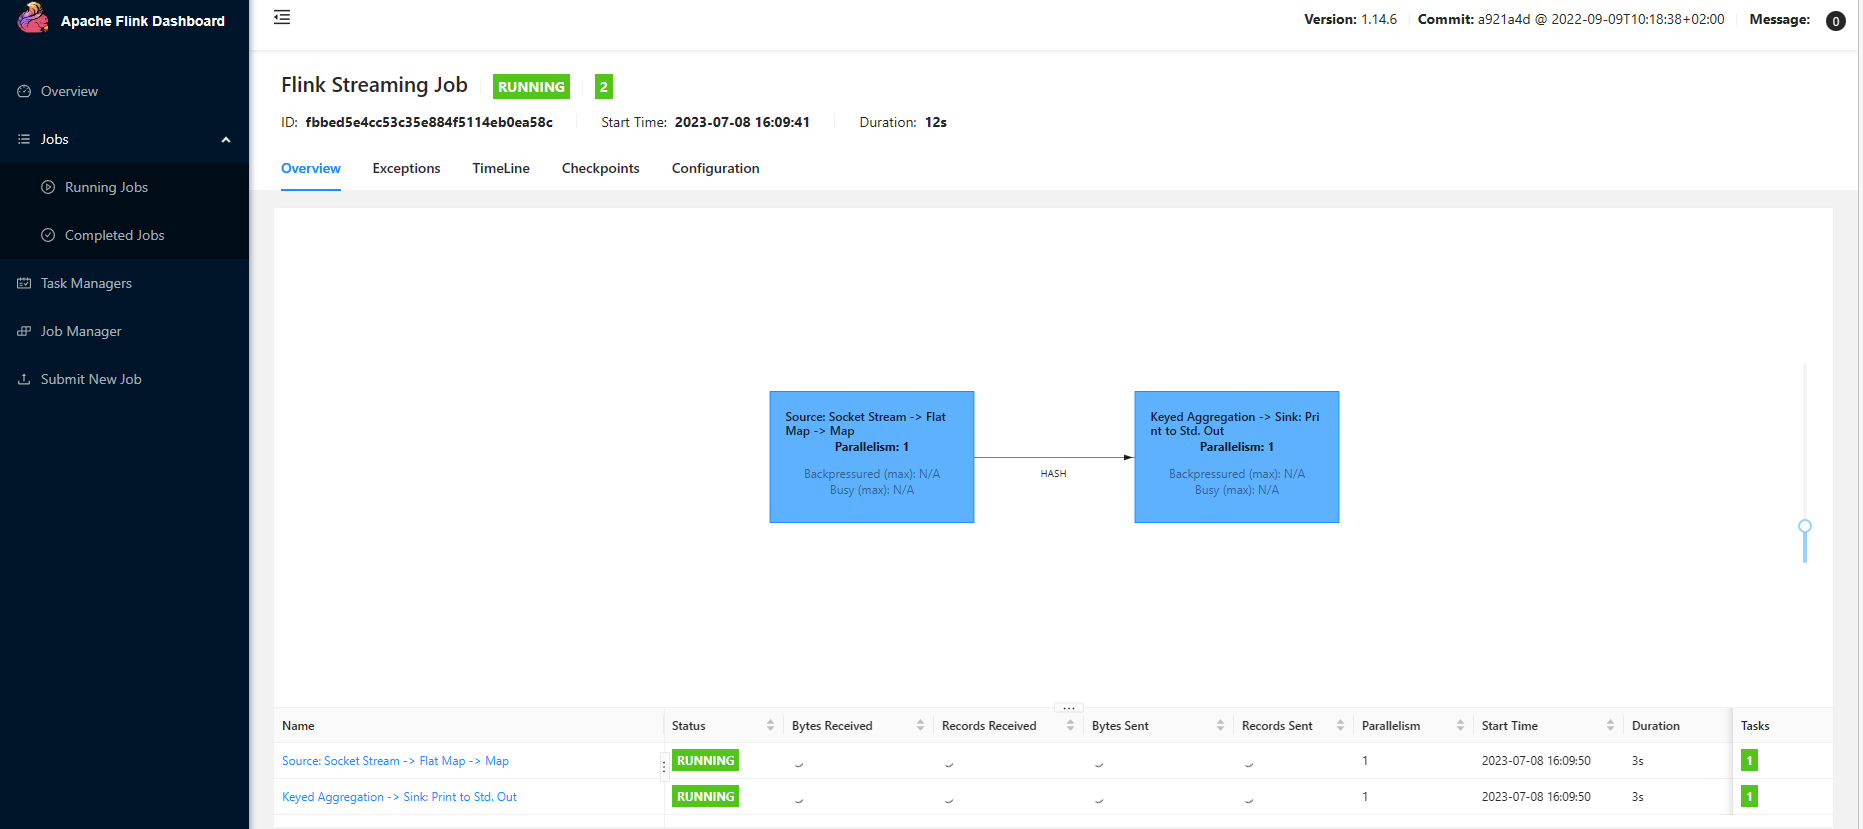 Apache Flink Dashboard
Version: 1.14.6 Commit: a921a4d @ 2022-09-09T10:18:38+02:00 Message: 0
Overview
Jobs
Running Jobs
Completed Jobs
Task Managers
Job Manager
Submit New Job
Flink Streaming Job RUNNING 2
ID: fbbed5e4cc53c35e884f5114eb0ea58c Start Time: 2023-07-08 16:09:41 Duration: 12s
Overview Exceptions TimeLine Checkpoints Configuration
Source: Socket Stream -> Flat
Map -> Map
Parallelism: 1
Backpressured (max): N/A
Busy (max): N/A
HASH
Keyed Aggregation -> Sink: Pri
nt to Std. Out
Parallelism: 1
Backpressured (max): N/A
Busy (max): N/A
Name Status Bytes Received Records Received Bytes Sent Records Sent Parallelism Start Time Duration Tasks
Source: Socket Stream -> Flat Map -> Map RUNNING 1 2023-07-08 16:09:50 3s 1
Keyed Aggregation -> Sink: Print to Std. Out RUNNING 1 2023-07-08 16:09:50 3s 1